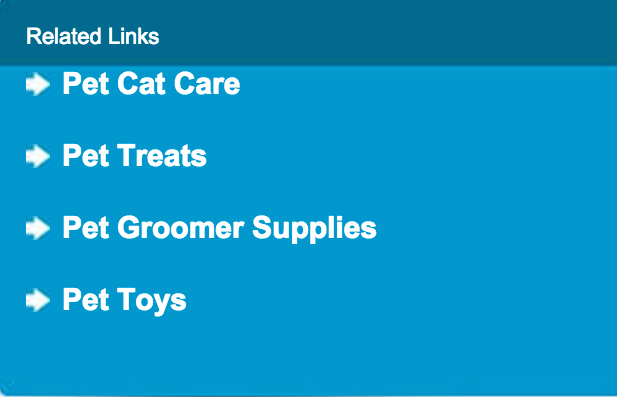 Related Links
Pet Cat Care
Pet Treats
Pet Groomer Supplies
Pet Toys